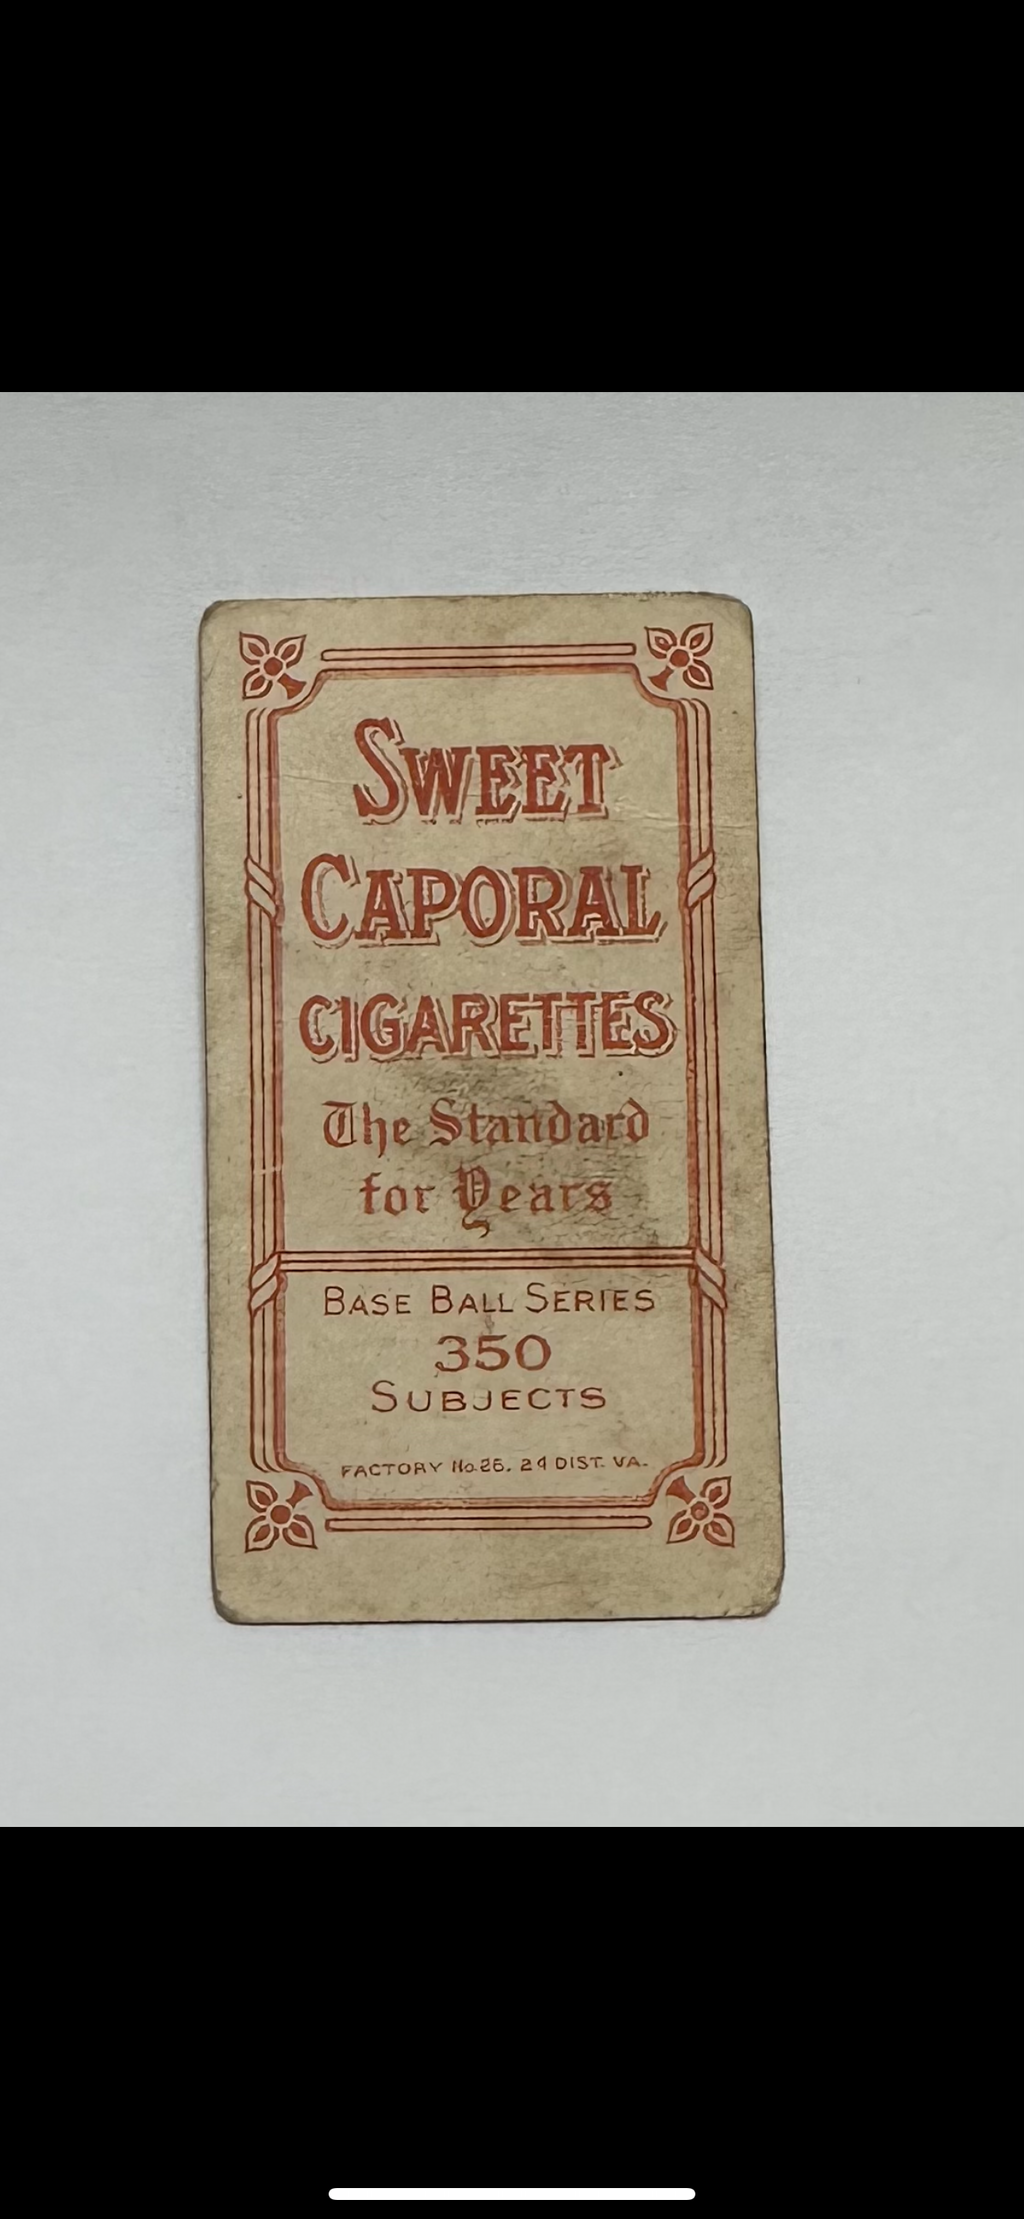 SWEET
CAPORAL
CIGARETTES
The Standard
for Years
BASE BALL SERIES
350
SUBJECTS
FACTORY No. 25. 2d DIST. VA.